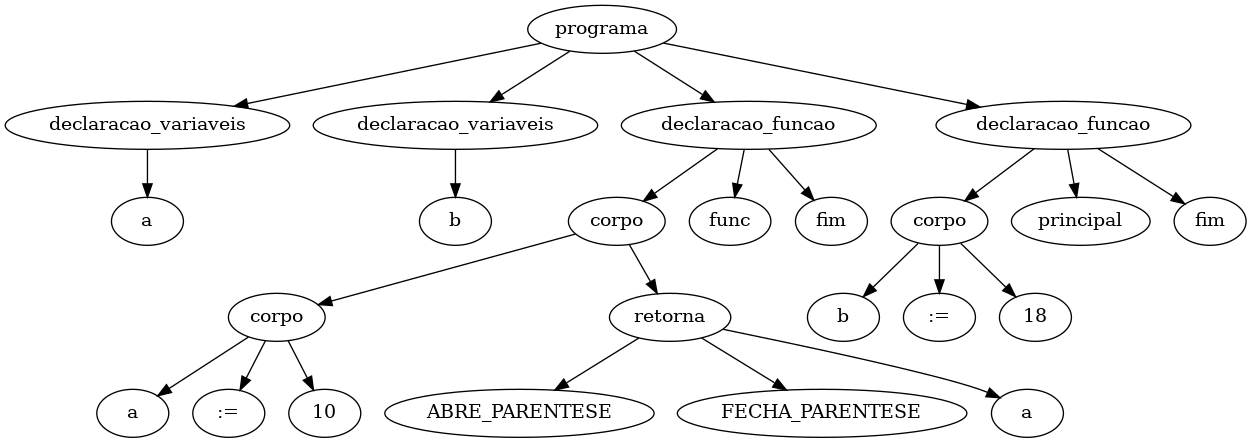 programa
declaracao_variaveis
declaracao_variaveis
declaracao_funcao
declaracao_funcao
a
b
corpo
func
fim
corpo
principal
fim
corpo
retorna
b
:=
18
a
:=
10
ABRE_PARENTESE
FECHA_PARENTESE
a